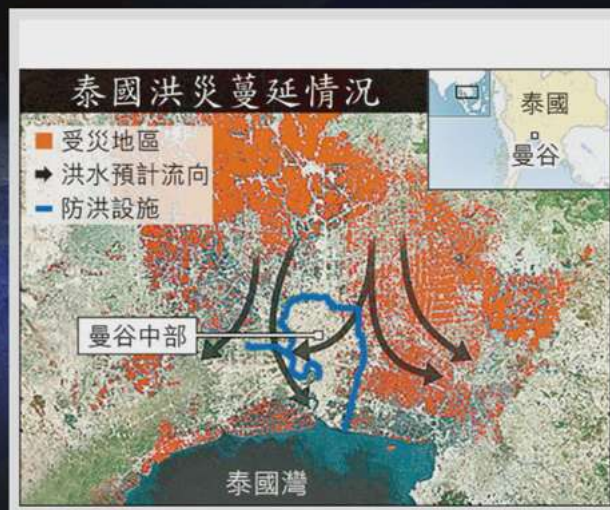 泰國洪災蔓延情況
受災地區
洪水預計流向
防洪設施
泰國
曼谷
曼谷中部
泰國灣